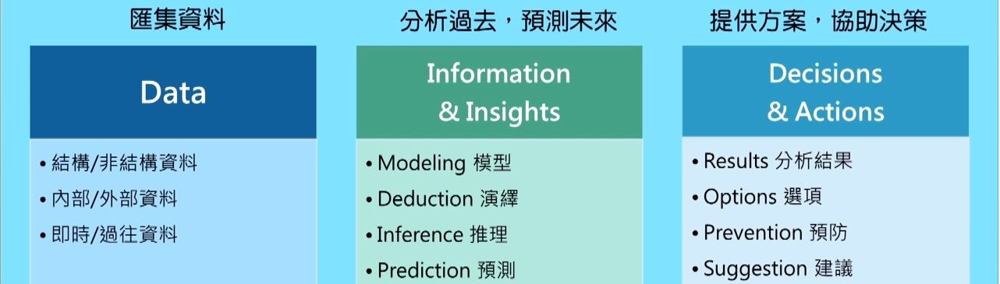 匯集資料
Data
• 結構/非結構資料
• 內部/外部資料
• 即時/過往資料
分析過去，預測未來
Information
& Insights
• Modeling 模型
• Deduction 演繹
• Inference 推理
• Prediction 預測
提供方案，協助決策
Decisions
& Actions
• Results 分析結果
• Options 選項
• Prevention 預防
• Suggestion 建議